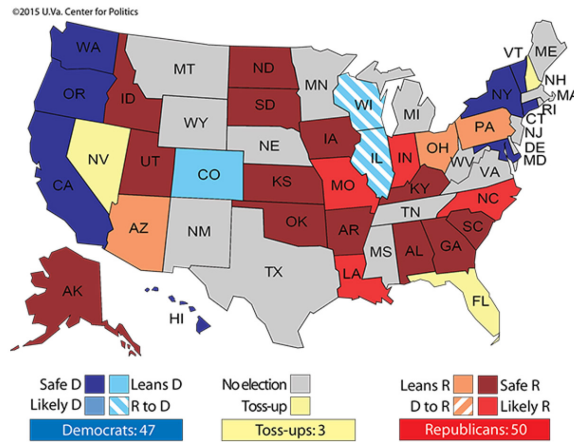 ©2015 U.Va. Center for Politics
WA
OR
CA
ID
NV
AZ
UT
MT
WY
CO
NM
ND
SD
NE
KS
OK
TX
MN
IA
MO
AR
LA
WI
IL
MI
IN
OH
KY
TN
MS
AL
GA
FL
SC
NC
VA
WV
PA
NY
VT
ME
NH
MA
RI
CT
NJ
DE
MD
AK
HI
Safe D Leans D
Likely D R to D
Democrats: 47
No election
Toss-up
Toss-ups: 3
Leans R Safe R
D to R Likely R
Republicans: 50